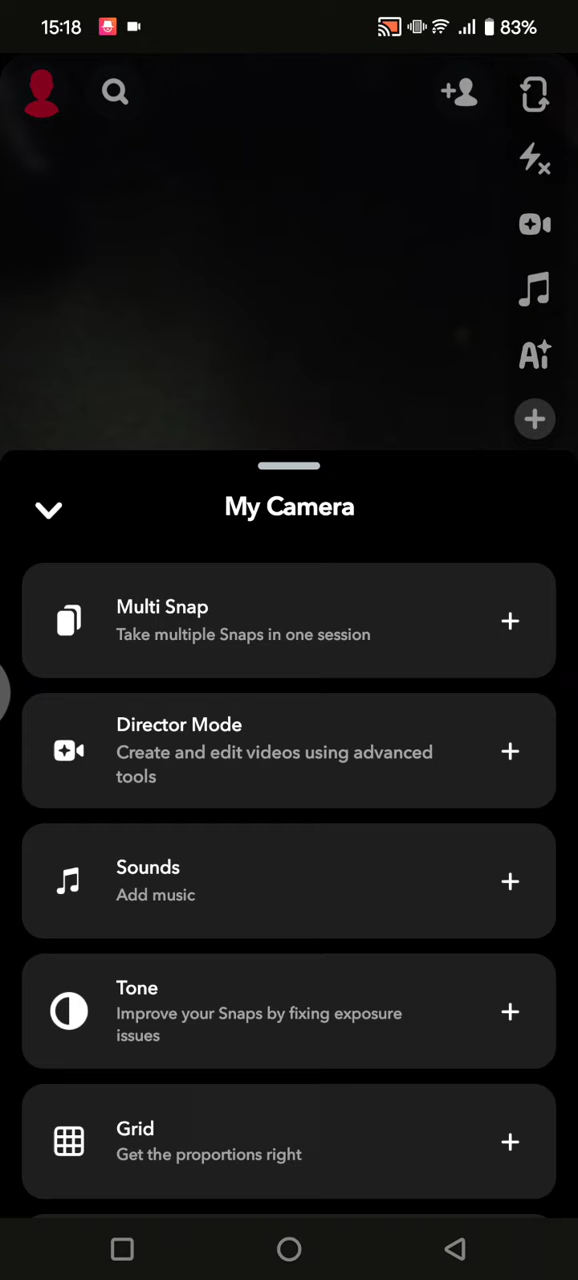 15:18
83%
Ai
My Camera
Multi Snap
Take multiple Snaps in one session
Director Mode
Create and edit videos using advanced
tools
Sounds
Add music
Tone
Improve your Snaps by fixing exposure
issues
Grid
Get the proportions right